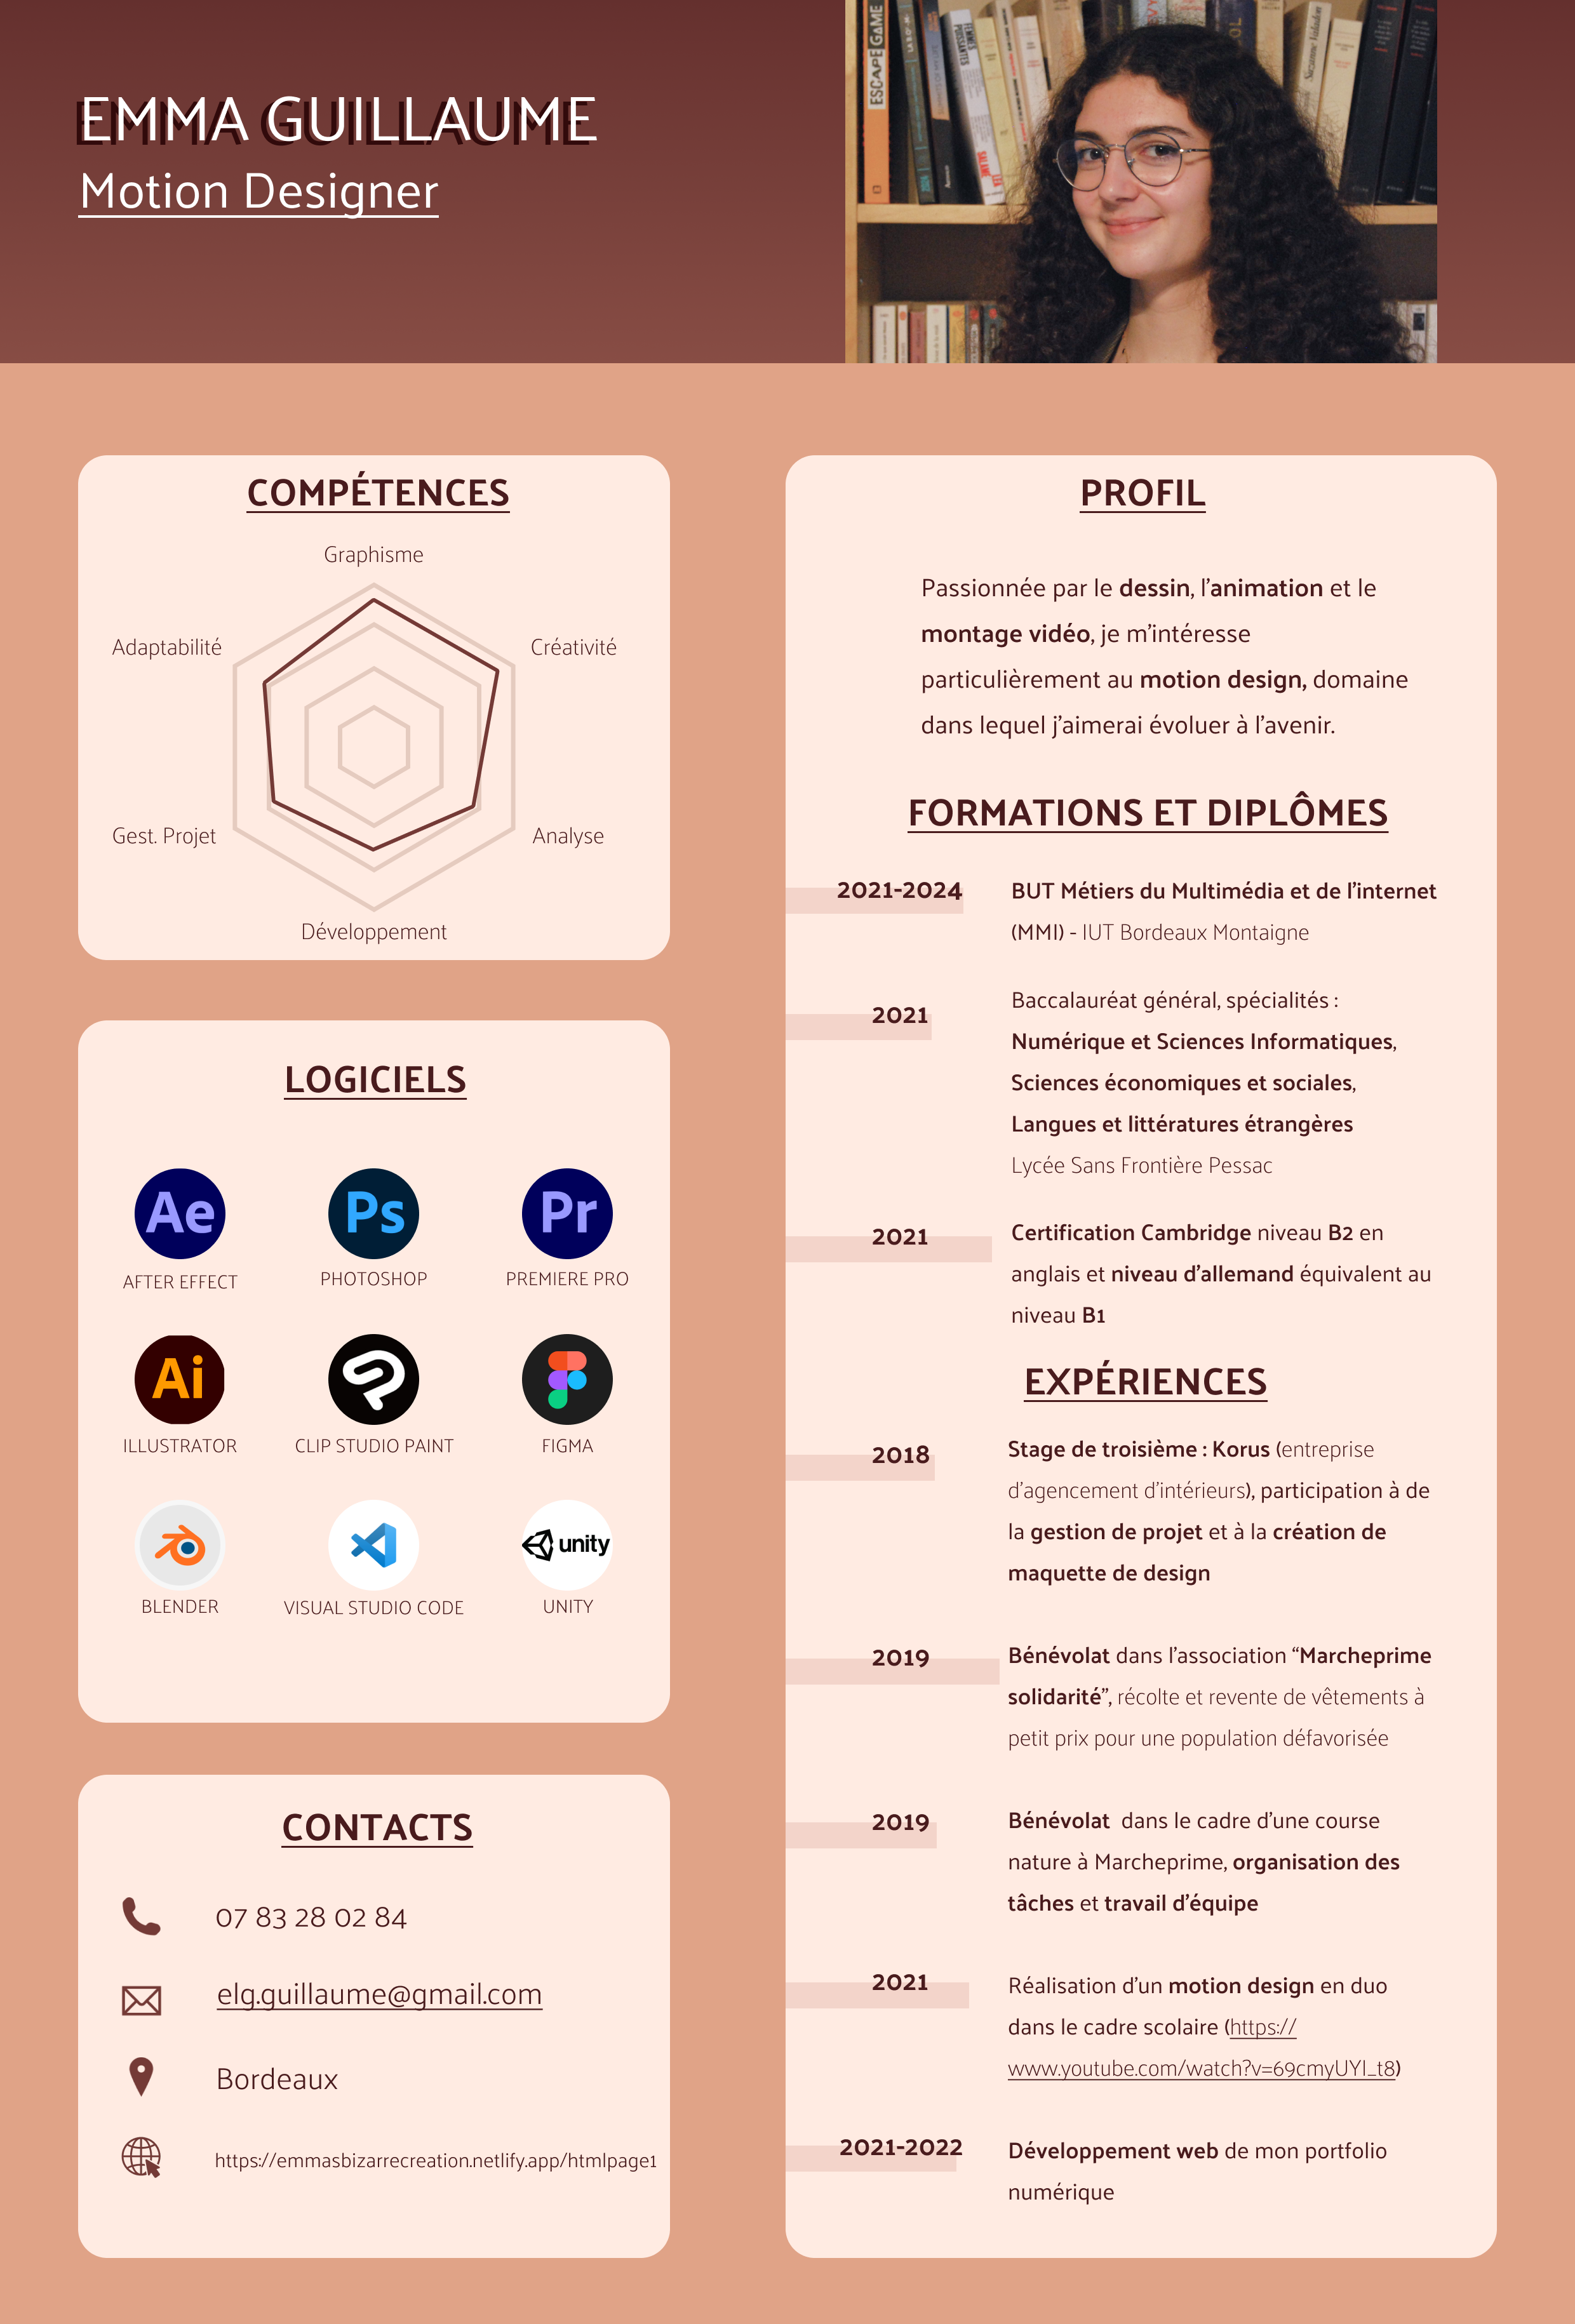 EMMA GUILLAUME
Motion Designer
ESCAPE GAME
COMPÉTENCES
Graphisme
Adaptabilité
Créativité
Gest. Projet
Analyse
Développement
LOGICIELS
Ae
Ps
Pr
AFTER EFFECT
PHOTOSHOP
PREMIERE PRO
Ai
ILLUSTRATOR
CLIP STUDIO PAINT
FIGMA
unity
BLENDER
VISUAL STUDIO CODE
UNITY
CONTACTS
07 83 28 02 84
elg.guillaume@gmail.com
Bordeaux
https://emmasbizarrecreation.netlify.app/htmlpage1
PROFIL
Passionnée par le dessin, l'animation et le
montage vidéo, je m'intéresse
particulièrement au motion design, domaine
dans lequel j'aimerai évoluer à l'avenir.
FORMATIONS ET DIPLÔMES
2021-2024
BUT Métiers du Multimédia et de l'internet
(MMI) - IUT Bordeaux Montaigne
2021
Baccalauréat général, spécialités :
Numérique et Sciences Informatiques,
Sciences économiques et sociales,
Langues et littératures étrangères
Lycée Sans Frontière Pessac
2021
Certification Cambridge niveau B2 en
anglais et niveau d'allemand équivalent au
niveau B1
EXPÉRIENCES
2018
Stage de troisième : Korus (entreprise
d'agencement d'intérieurs), participation à de
la gestion de projet et à la création de
maquette de design
2019
Bénévolat dans l'association “Marcheprime
solidarité”, récolte et revente de vêtements à
petit prix pour une population défavorisée
2019
Bénévolat  dans le cadre d'une course
nature à Marcheprime, organisation des
tâches et travail d'équipe
2021
Réalisation d'un motion design en duo
dans le cadre scolaire (https://
www.youtube.com/watch?v=69cmyUYI_t8)
2021-2022
Développement web de mon portfolio
numérique